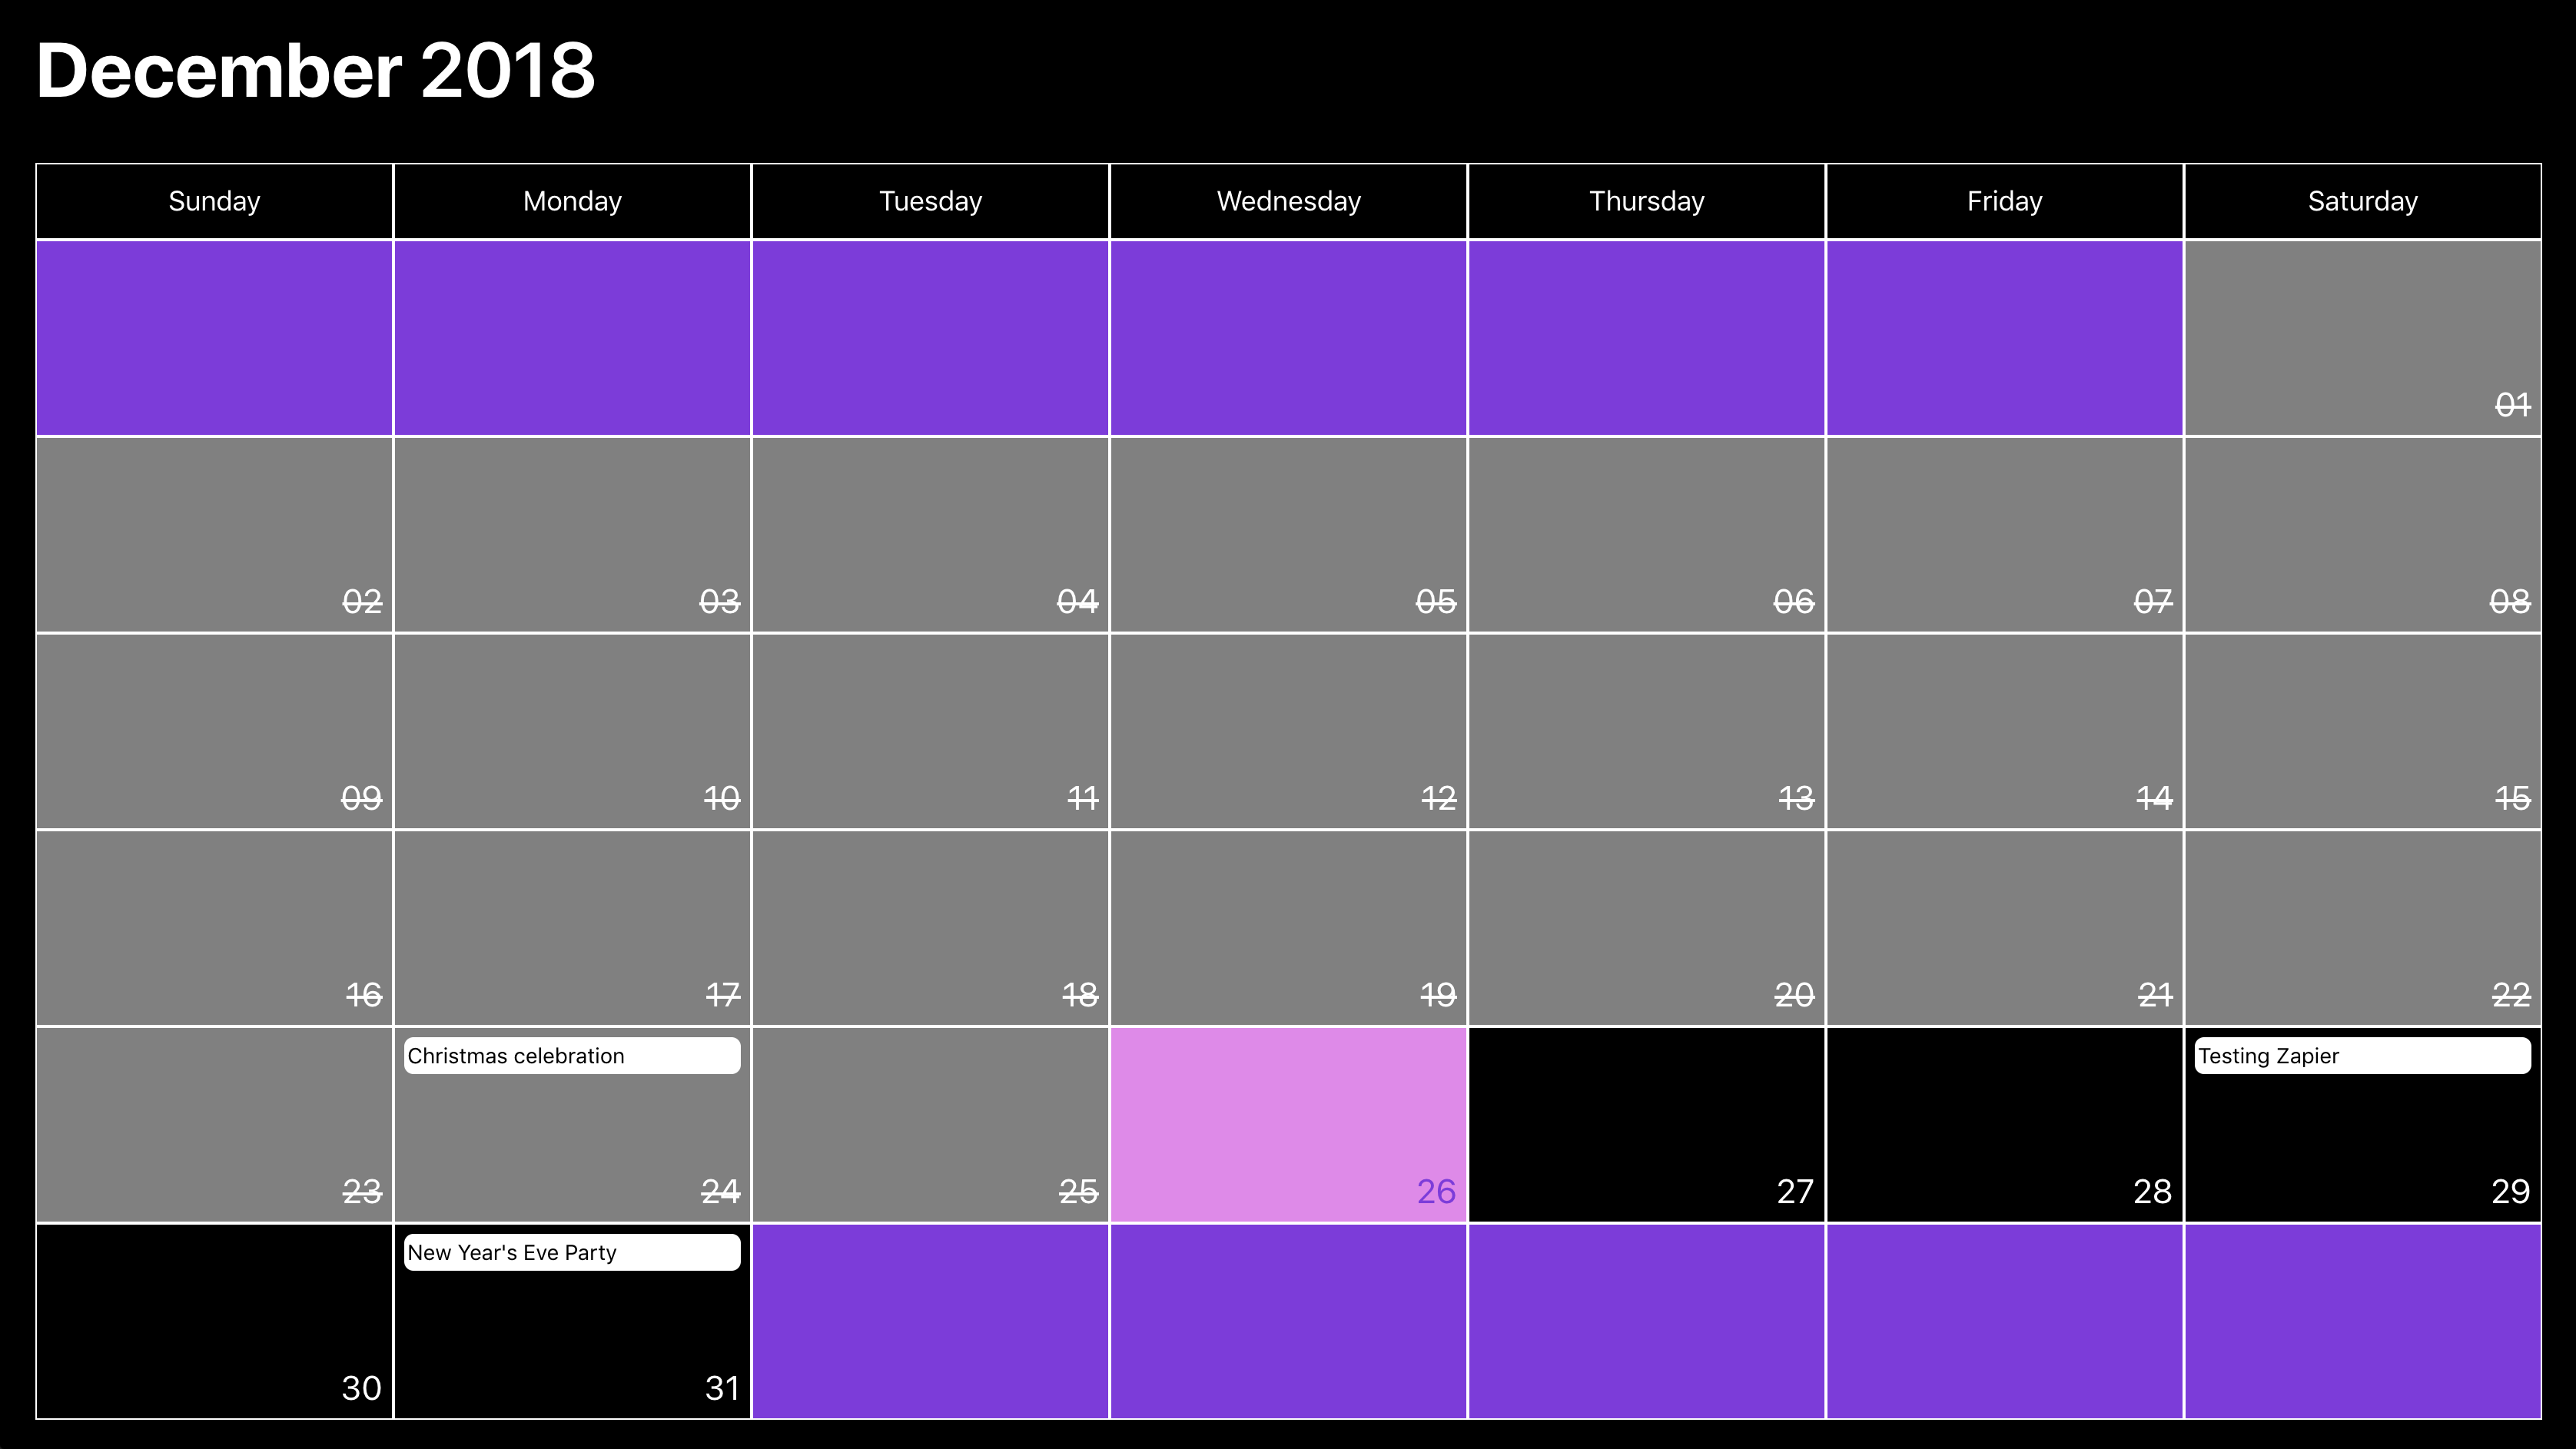 December 2018
Sunday Monday Tuesday Wednesday Thursday Friday Saturday
01
02 03 04 05 06 07 08
09 10 11 12 13 14 15
16 17 18 19 20 21 22
Christmas celebration Testing Zapier
23 24 25 26 27 28 29
New Year's Eve Party
30 31